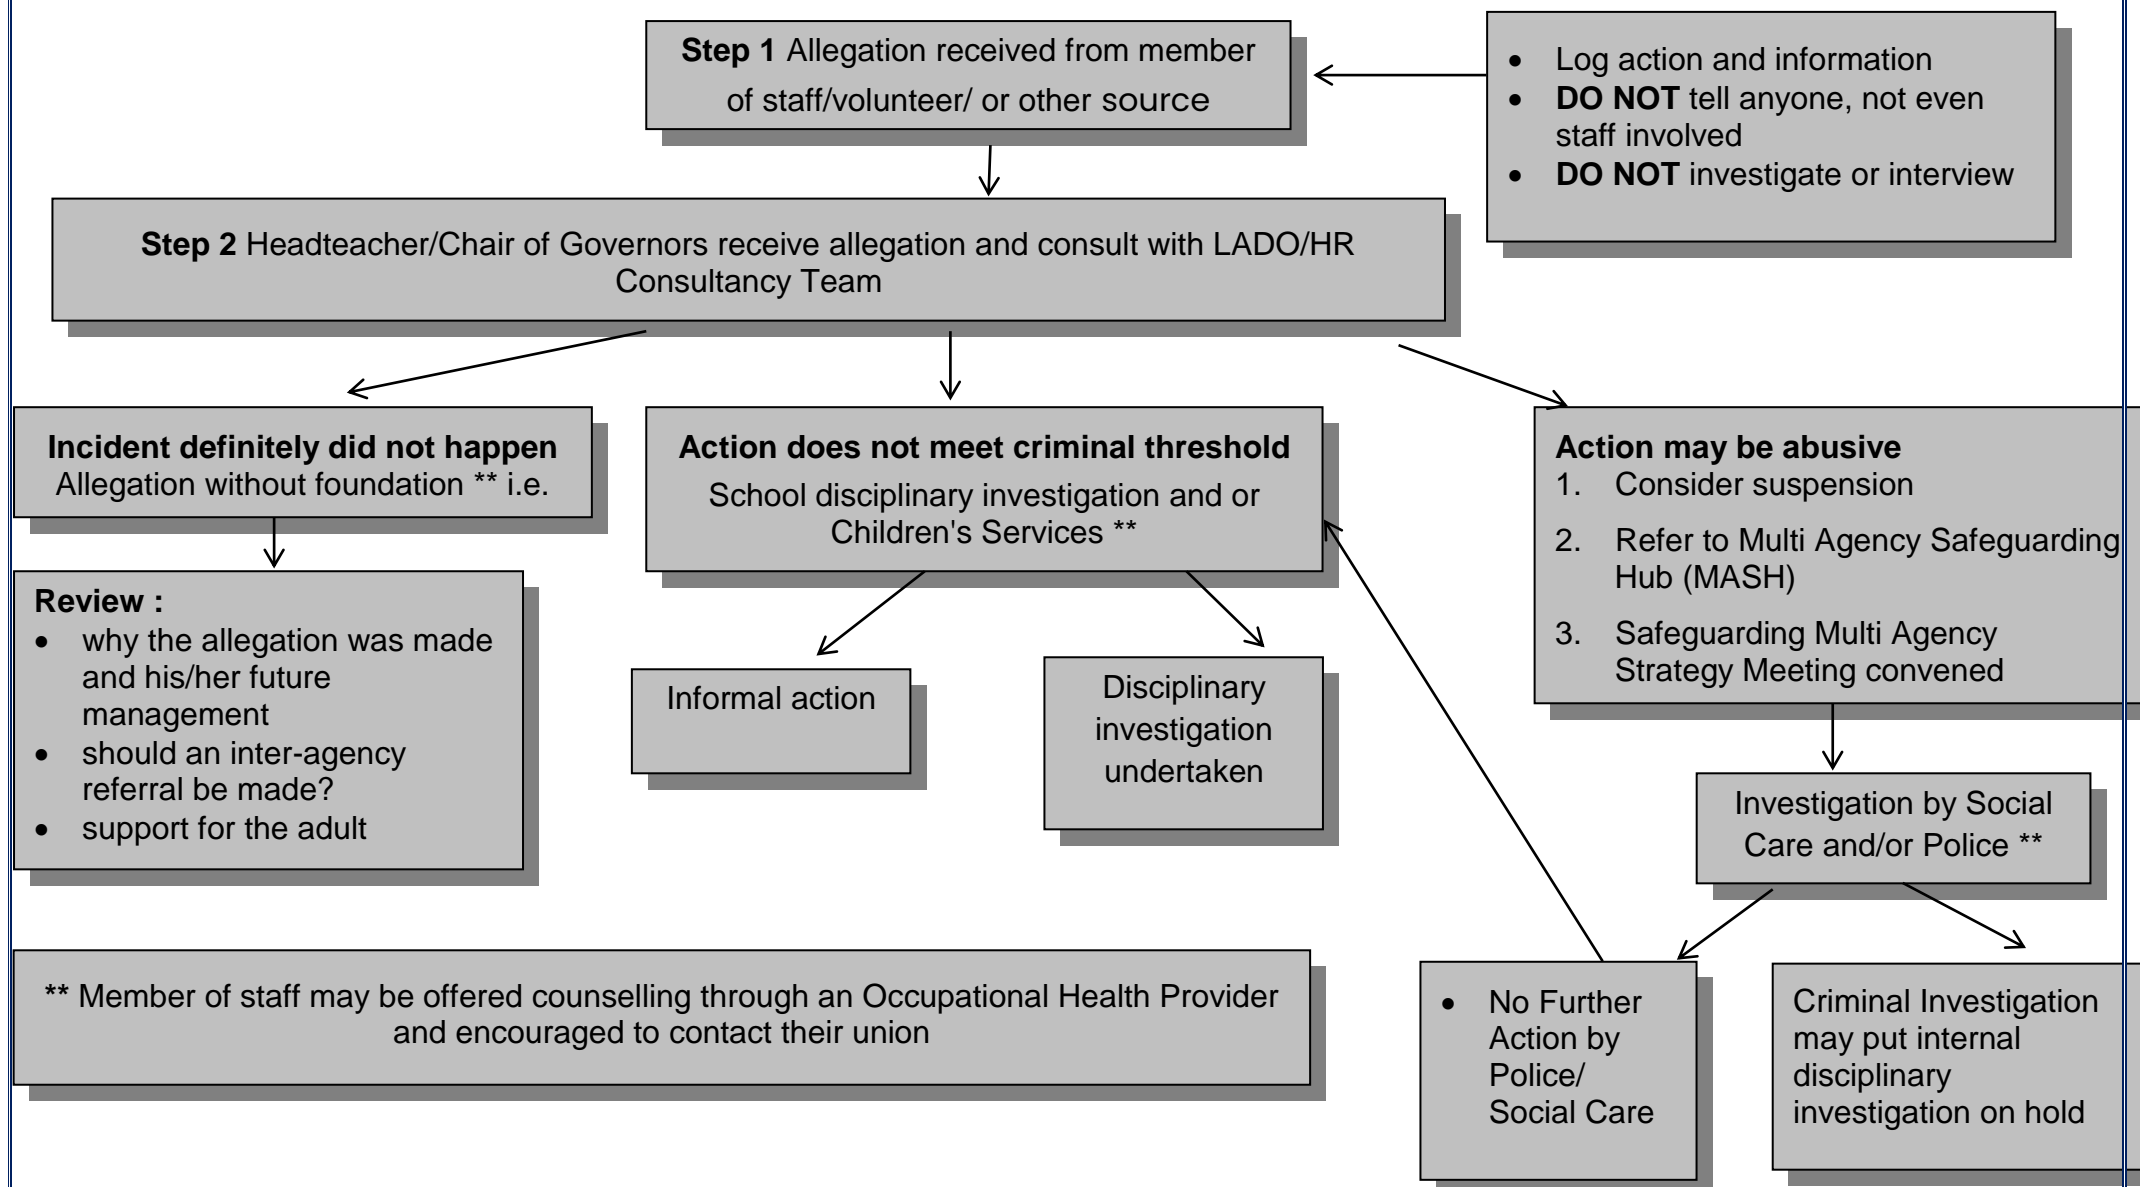 Step 1 Allegation received from member
of staff/volunteer/ or other source
• Log action and information
• DO NOT tell anyone, not even
staff involved
• DO NOT investigate or interview
Step 2 Headteacher/Chair of Governors receive allegation and consult with LADO/HR
Consultancy Team
Incident definitely did not happen
Allegation without foundation ** i.e.
Review :
• why the allegation was made
and his/her future
management
• should an inter-agency
referral be made?
• support for the adult
Action does not meet criminal threshold
School disciplinary investigation and or
Children's Services **
Informal action
Disciplinary
investigation
undertaken
Action may be abusive
1. Consider suspension
2. Refer to Multi Agency Safeguarding
Hub (MASH)
3. Safeguarding Multi Agency
Strategy Meeting convened
Investigation by Social
Care and/or Police **
• No Further
Action by
Police/
Social Care
Criminal Investigation
may put internal
disciplinary
investigation on hold
** Member of staff may be offered counselling through an Occupational Health Provider
and encouraged to contact their union